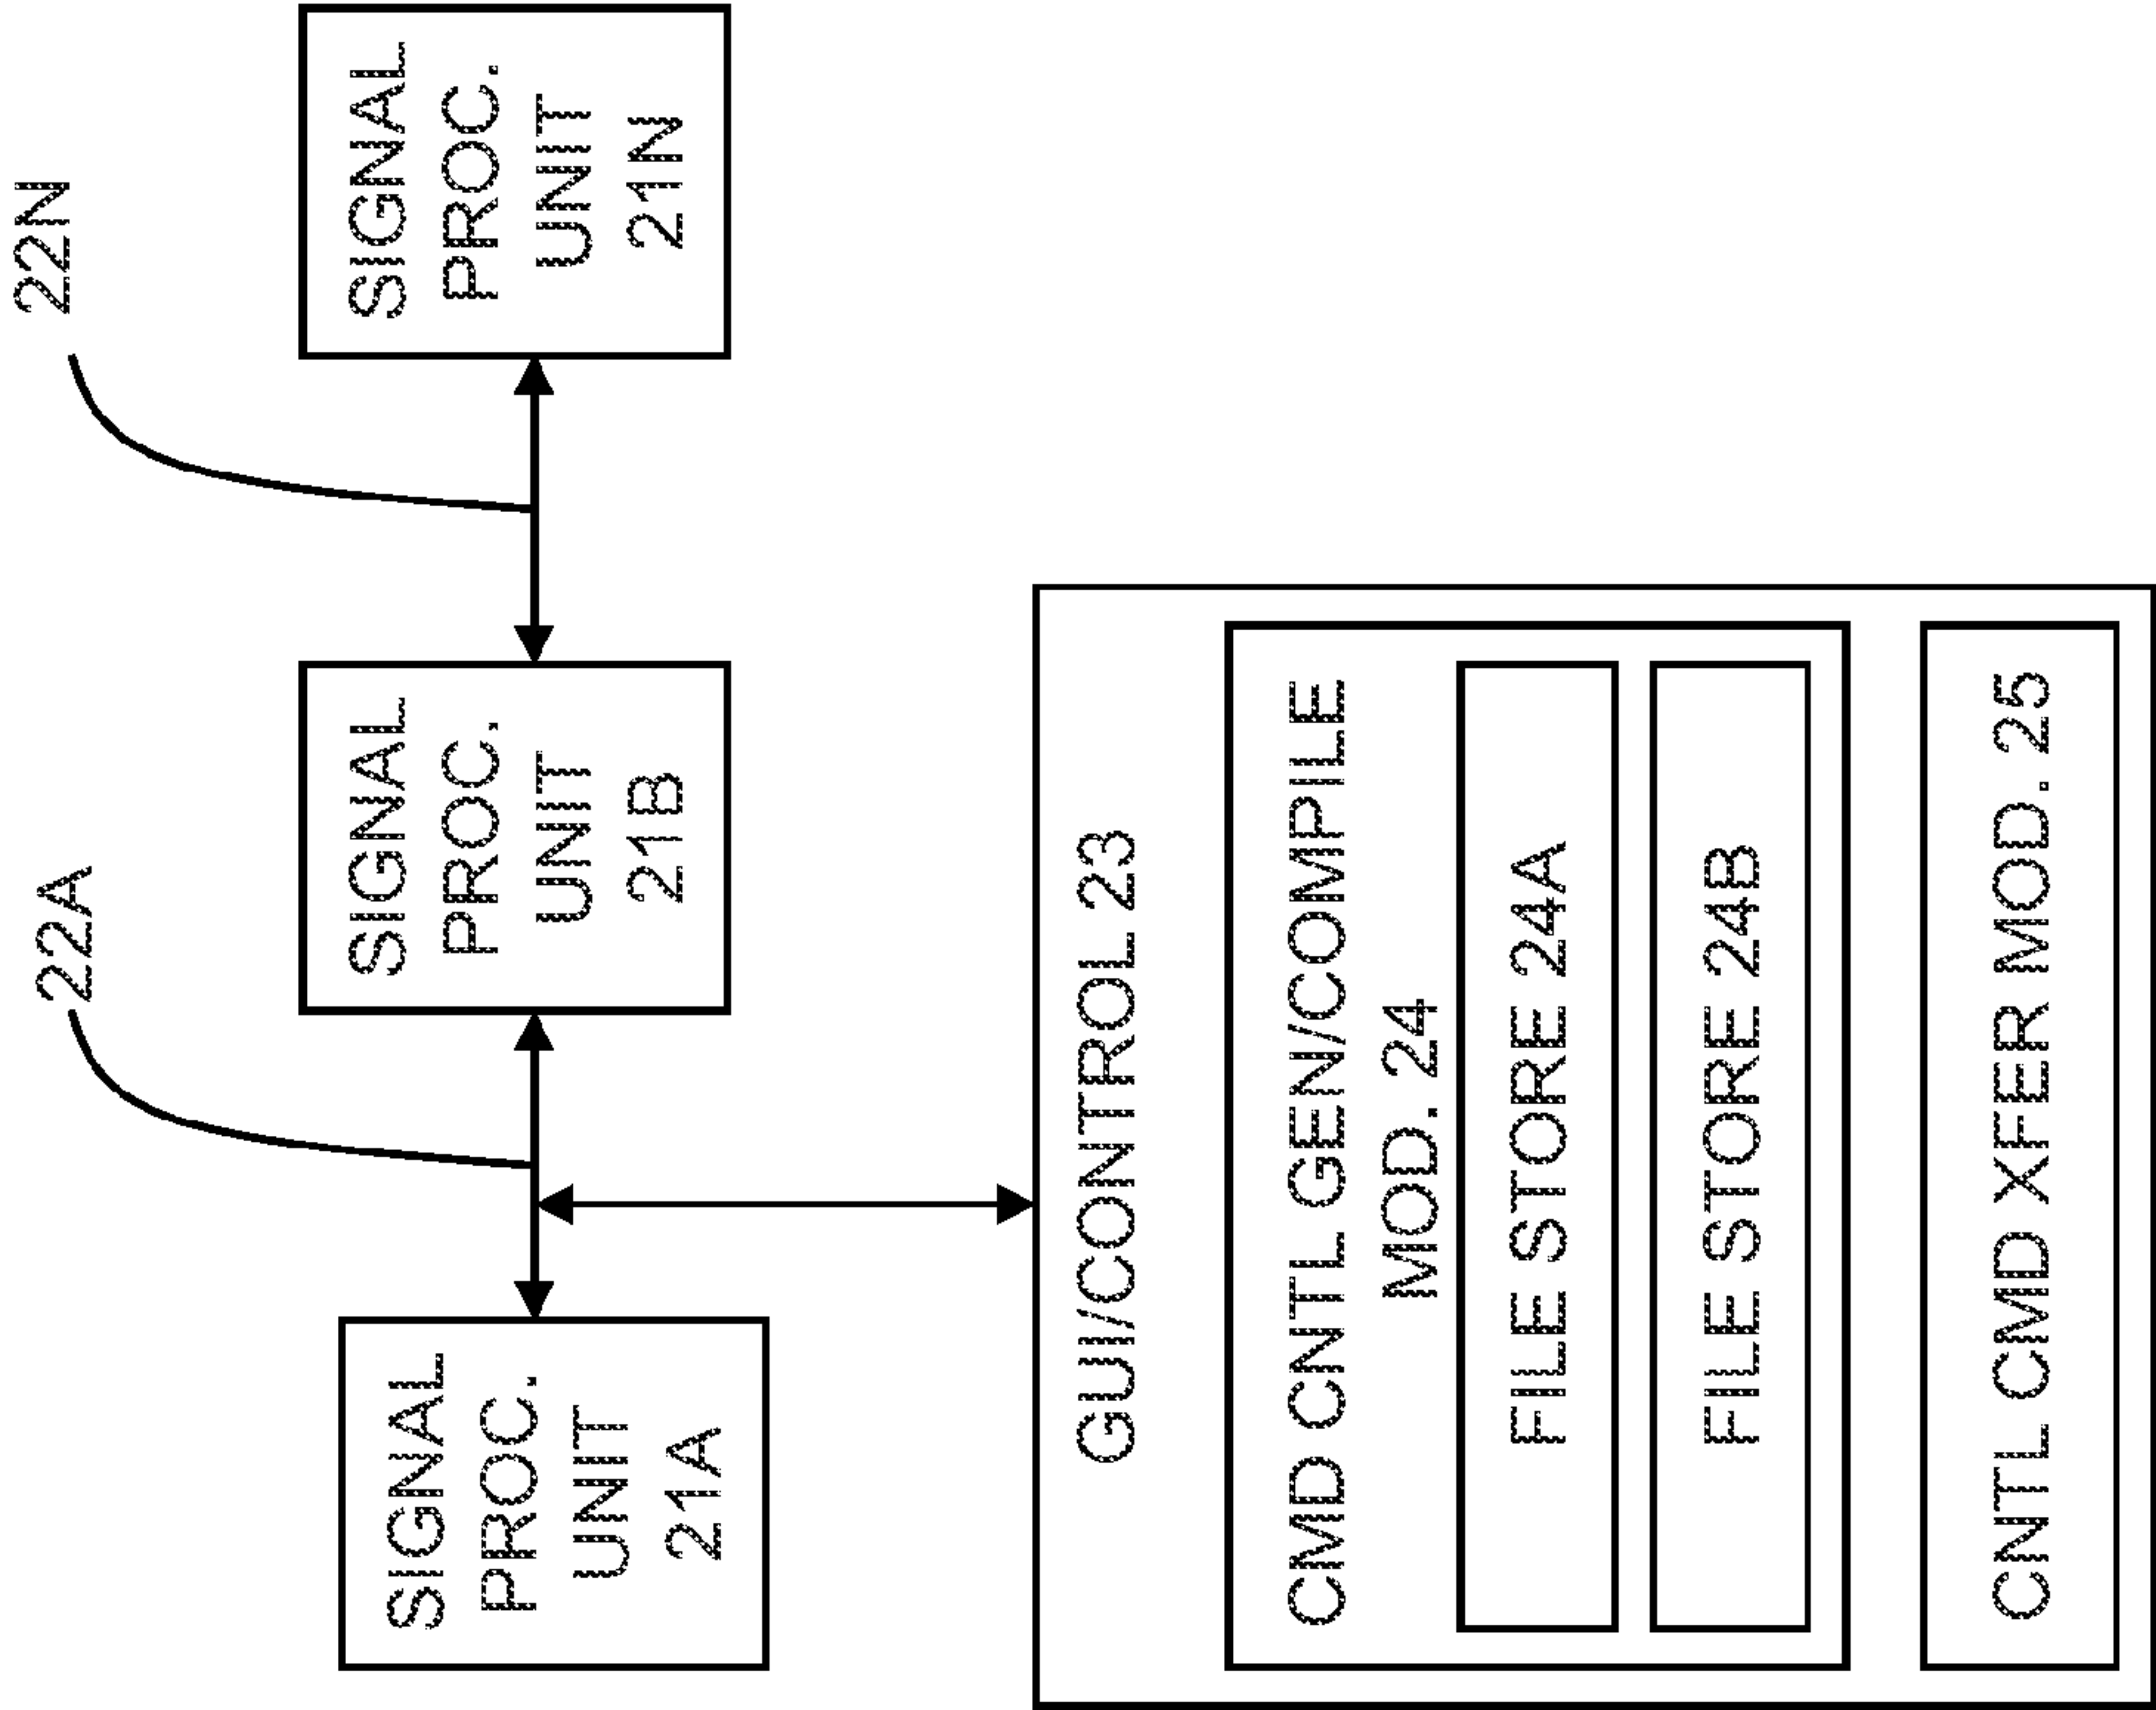 22A
22N
SIGNAL
PROC.
UNIT
21A
SIGNAL
PROC.
UNIT
21B
SIGNAL
PROC.
UNIT
21N
GUI/CONTROL 23
CMD CNTL GEN/COMPILE
MOD. 24
FILE STORE 24A
FILE STORE 24B
CNTL CMD XFER MOD. 25